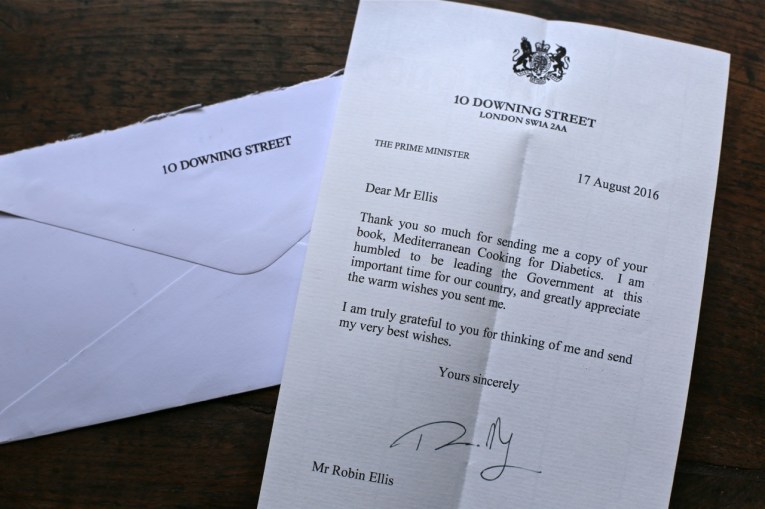 10 DOWNING STREET
10 DOWNING STREET
LONDON SW1A 2AA
THE PRIME MINISTER
17 August 2016
Dear Mr Ellis
Thank you so much for sending me a copy of your
book, Mediterranean Cooking for Diabetics. I am
humbled to be leading the Government at this
important time for our country, and greatly appreciate
the warm wishes you sent me.
I am truly grateful to you for thinking of me and send
my very best wishes.
Yours sincerely
Mr Robin Ellis